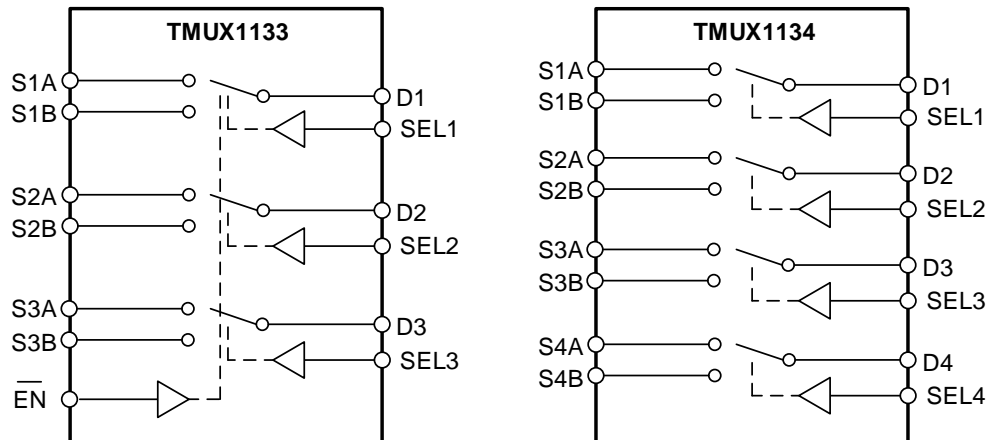 TMUX1133
S1A
S1B
D1
SEL1
S2A
S2B
D2
SEL2
S3A
S3B
D3
SEL3
E̅N̅
TMUX1134
S1A
S1B
D1
SEL1
S2A
S2B
D2
SEL2
S3A
S3B
D3
SEL3
S4A
S4B
D4
SEL4